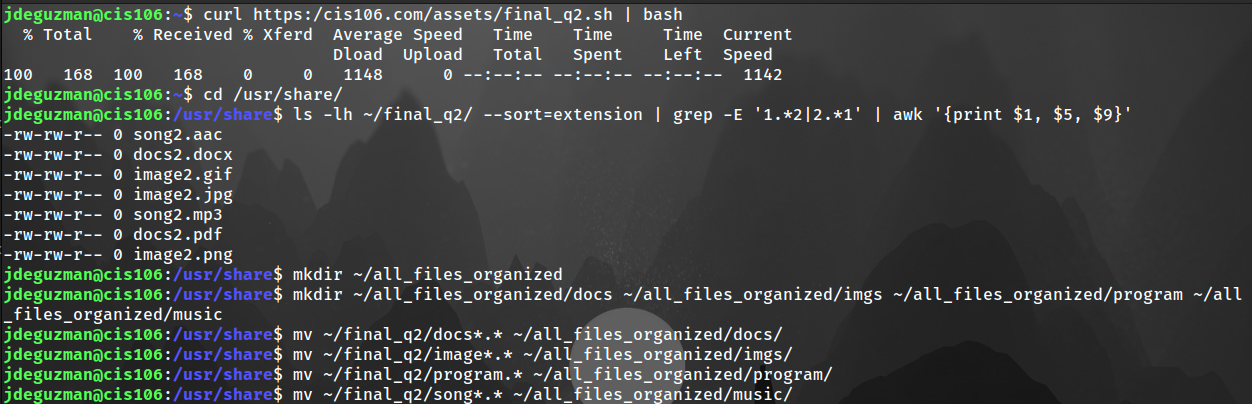 jdeguzman@cis106:~$ curl https:/cis106.com/assets/final_q2.sh | bash
  % Total    % Received % Xferd  Average Speed   Time    Time     Time  Current
                                 Dload  Upload   Total   Spent    Left  Speed
100   168  100   168    0     0   1148      0 --:--:-- --:--:-- --:--:--  1142
jdeguzman@cis106:~$ cd /usr/share/
jdeguzman@cis106:/usr/share$ ls -lh ~/final_q2/ --sort=extension | grep -E '1.*2|2.*1' | awk '{print $1, $5, $9}'
-rw-rw-r-- 0 song2.aac
-rw-rw-r-- 0 docs2.docx
-rw-rw-r-- 0 image2.gif
-rw-rw-r-- 0 image2.jpg
-rw-rw-r-- 0 song2.mp3
-rw-rw-r-- 0 docs2.pdf
-rw-rw-r-- 0 image2.png
jdeguzman@cis106:/usr/share$ mkdir ~/all_files_organized
jdeguzman@cis106:/usr/share$ mkdir ~/all_files_organized/docs ~/all_files_organized/imgs ~/all_files_organized/program ~/all
_files_organized/music
jdeguzman@cis106:/usr/share$ mv ~/final_q2/docs*.* ~/all_files_organized/docs/
jdeguzman@cis106:/usr/share$ mv ~/final_q2/image*.* ~/all_files_organized/imgs/
jdeguzman@cis106:/usr/share$ mv ~/final_q2/program.* ~/all_files_organized/program/
jdeguzman@cis106:/usr/share$ mv ~/final_q2/song*.* ~/all_files_organized/music/